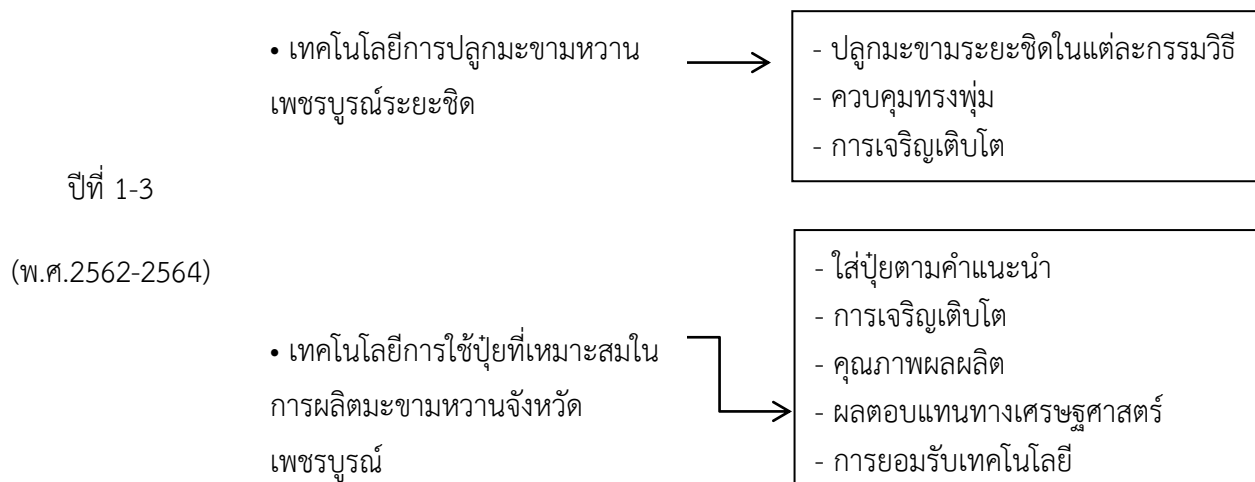 • เทคโนโลยีการปลูกมะขามหวาน
เพชรบูรณ์ระยะชิด
- ปลูกมะขามระยะชิดในแต่ละกรรมวิธี
- ควบคุมทรงพุ่ม
- การเจริญเติบโต
ปีที่ 1-3
(พ.ศ.2562-2564)
• เทคโนโลยีการใช้ปุ๋ยที่เหมาะสมใน
การผลิตมะขามหวานจังหวัด
เพชรบูรณ์
- ใส่ปุ๋ยตามคำแนะนำ
- การเจริญเติบโต
- คุณภาพผลผลิต
- ผลตอบแทนทางเศรษฐศาสตร์
- การยอมรับเทคโนโลยี